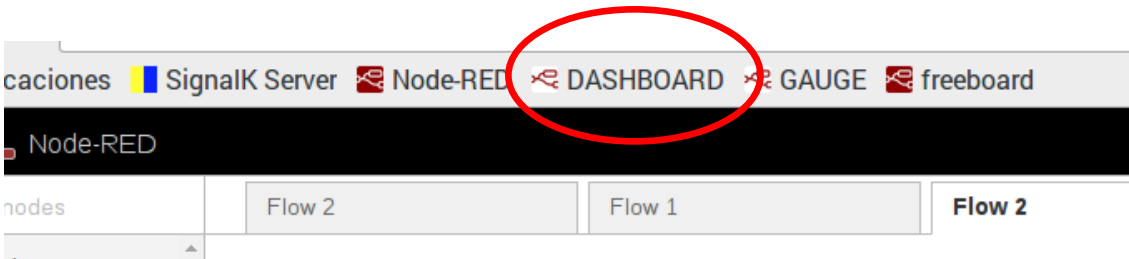 caciones SignalK Server Node-RED DASHBOARD GAUGE freeboard
Node-RED
nodes Flow 2 Flow 1 Flow 2